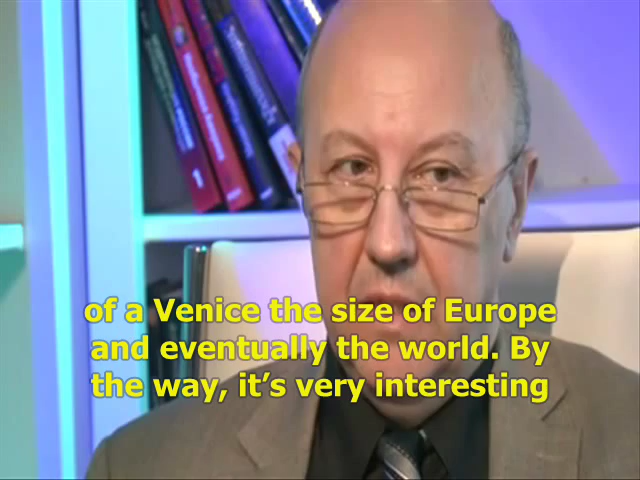 of a Venice the size of Europe
and eventually the world. By
the way, it's very interesting